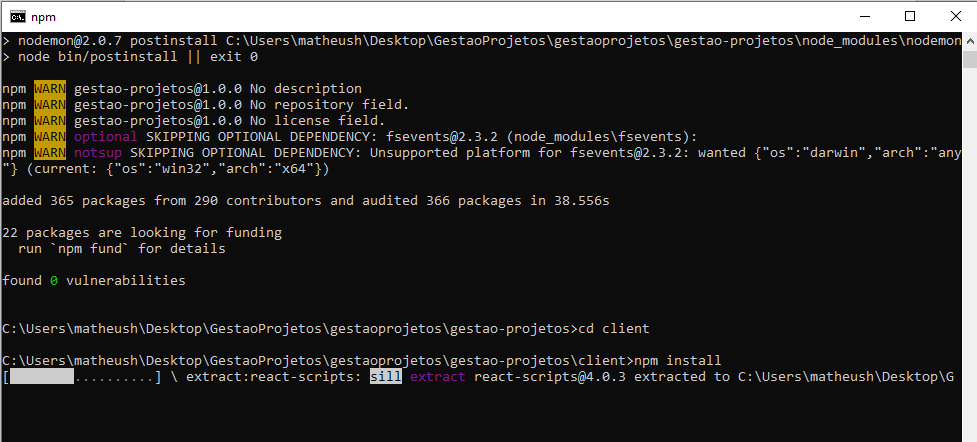 C:\. npm
> nodemon@2.0.7 postinstall C:\Users\matheush\Desktop\GestaoProjetos\gestaoprojetos\gestao-projetos\node_modules\nodemon
> node bin/postinstall || exit 0
npm WARN gestao-projetos@1.0.0 No description
npm WARN gestao-projetos@1.0.0 No repository field.
npm WARN gestao-projetos@1.0.0 No license field.
npm WARN optional SKIPPING OPTIONAL DEPENDENCY: fsevents@2.3.2 (node_modules\fsevents):
npm WARN notsup SKIPPING OPTIONAL DEPENDENCY: Unsupported platform for fsevents@2.3.2: wanted {"os":"darwin","arch":"any
"} (current: {"os":"win32","arch":"x64"})
added 365 packages from 290 contributors and audited 366 packages in 38.556s
22 packages are looking for funding
  run `npm fund` for details
found 0 vulnerabilities
C:\Users\matheush\Desktop\GestaoProjetos\gestaoprojetos\gestao-projetos>cd client
C:\Users\matheush\Desktop\GestaoProjetos\gestaoprojetos\gestao-projetos\client>npm install
[        ..........] \ extract:react-scripts: sill extract react-scripts@4.0.3 extracted to C:\Users\matheush\Desktop\G